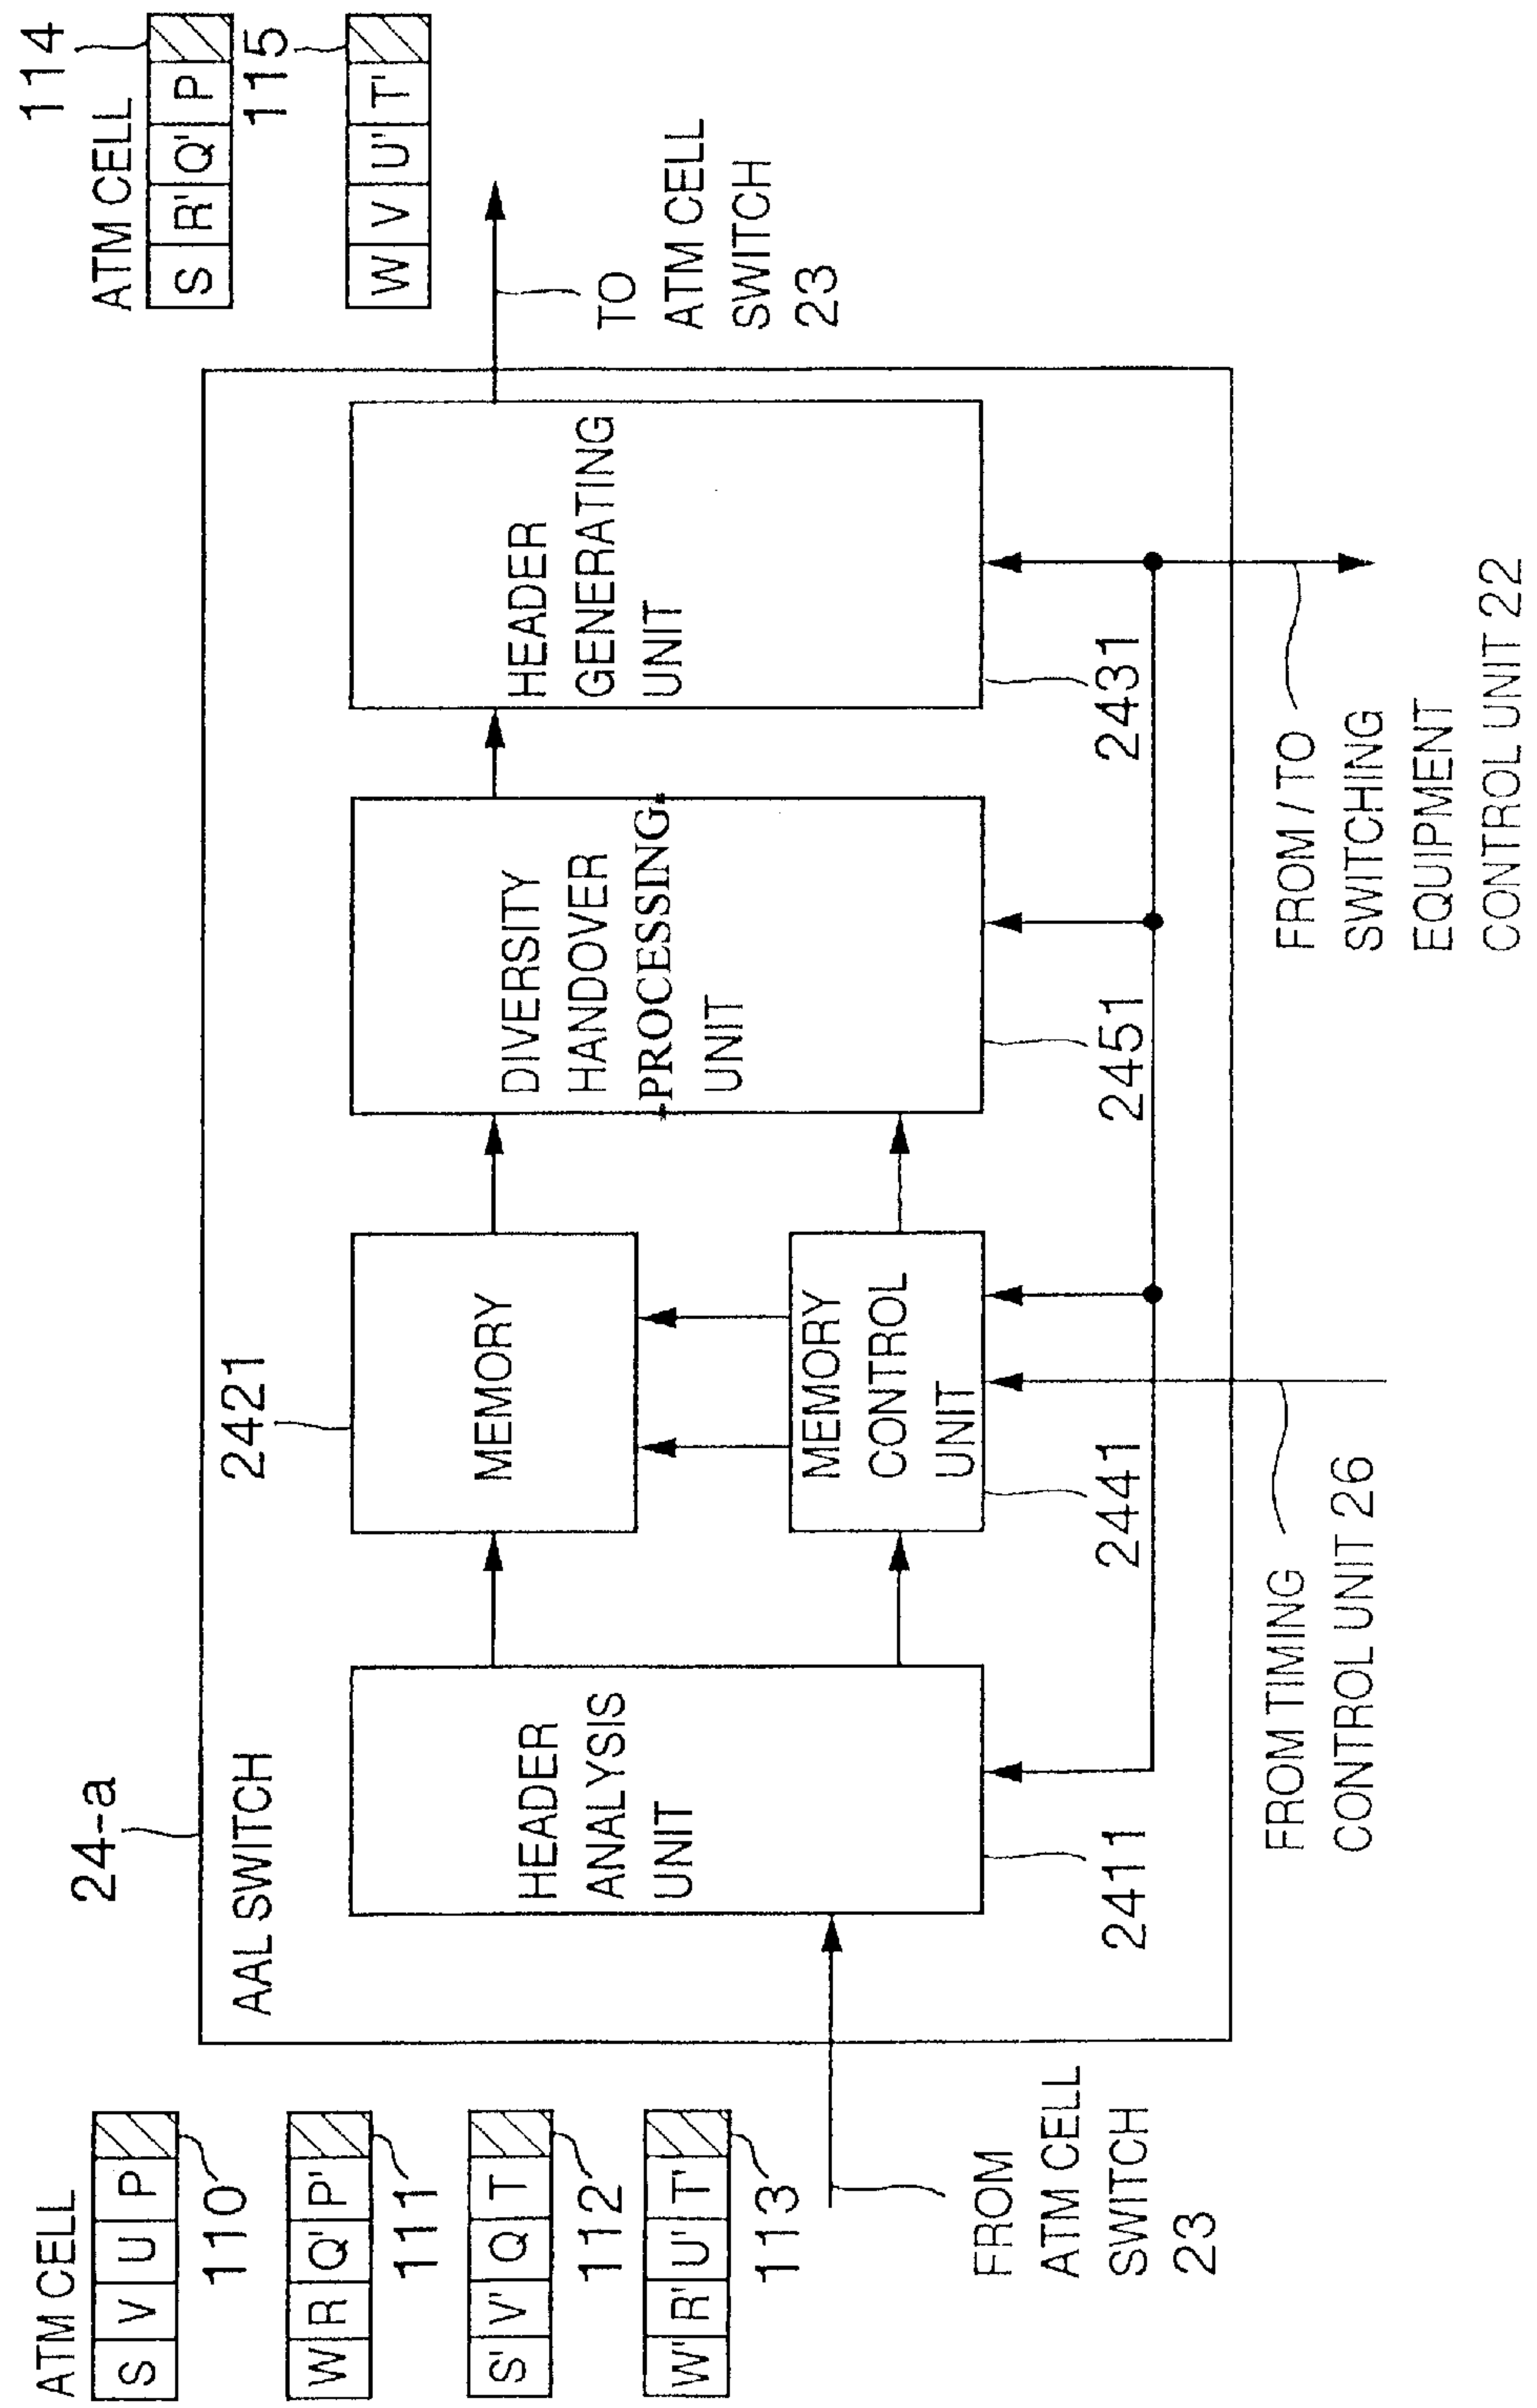 ATM CELL
S V U P
110
W R Q' P'
111
S' V' Q T
112
W' R' U' T'
113
FROM
ATM CELL
SWITCH
23
24-a
AAL SWITCH
HEADER
ANALYSIS
UNIT
2411
2421
MEMORY
MEMORY
CONTROL
UNIT
2441
FROM TIMING
CONTROL UNIT 26
DIVERSITY
HANDOVER
PROCESSING
UNIT
2451
HEADER
GENERATING
UNIT
2431
FROM / TO
SWITCHING
EQUIPMENT
CONTROL UNIT 22
114
ATM CELL
S R' Q' P
115
W V U' T'
TO
ATM CELL
SWITCH
23